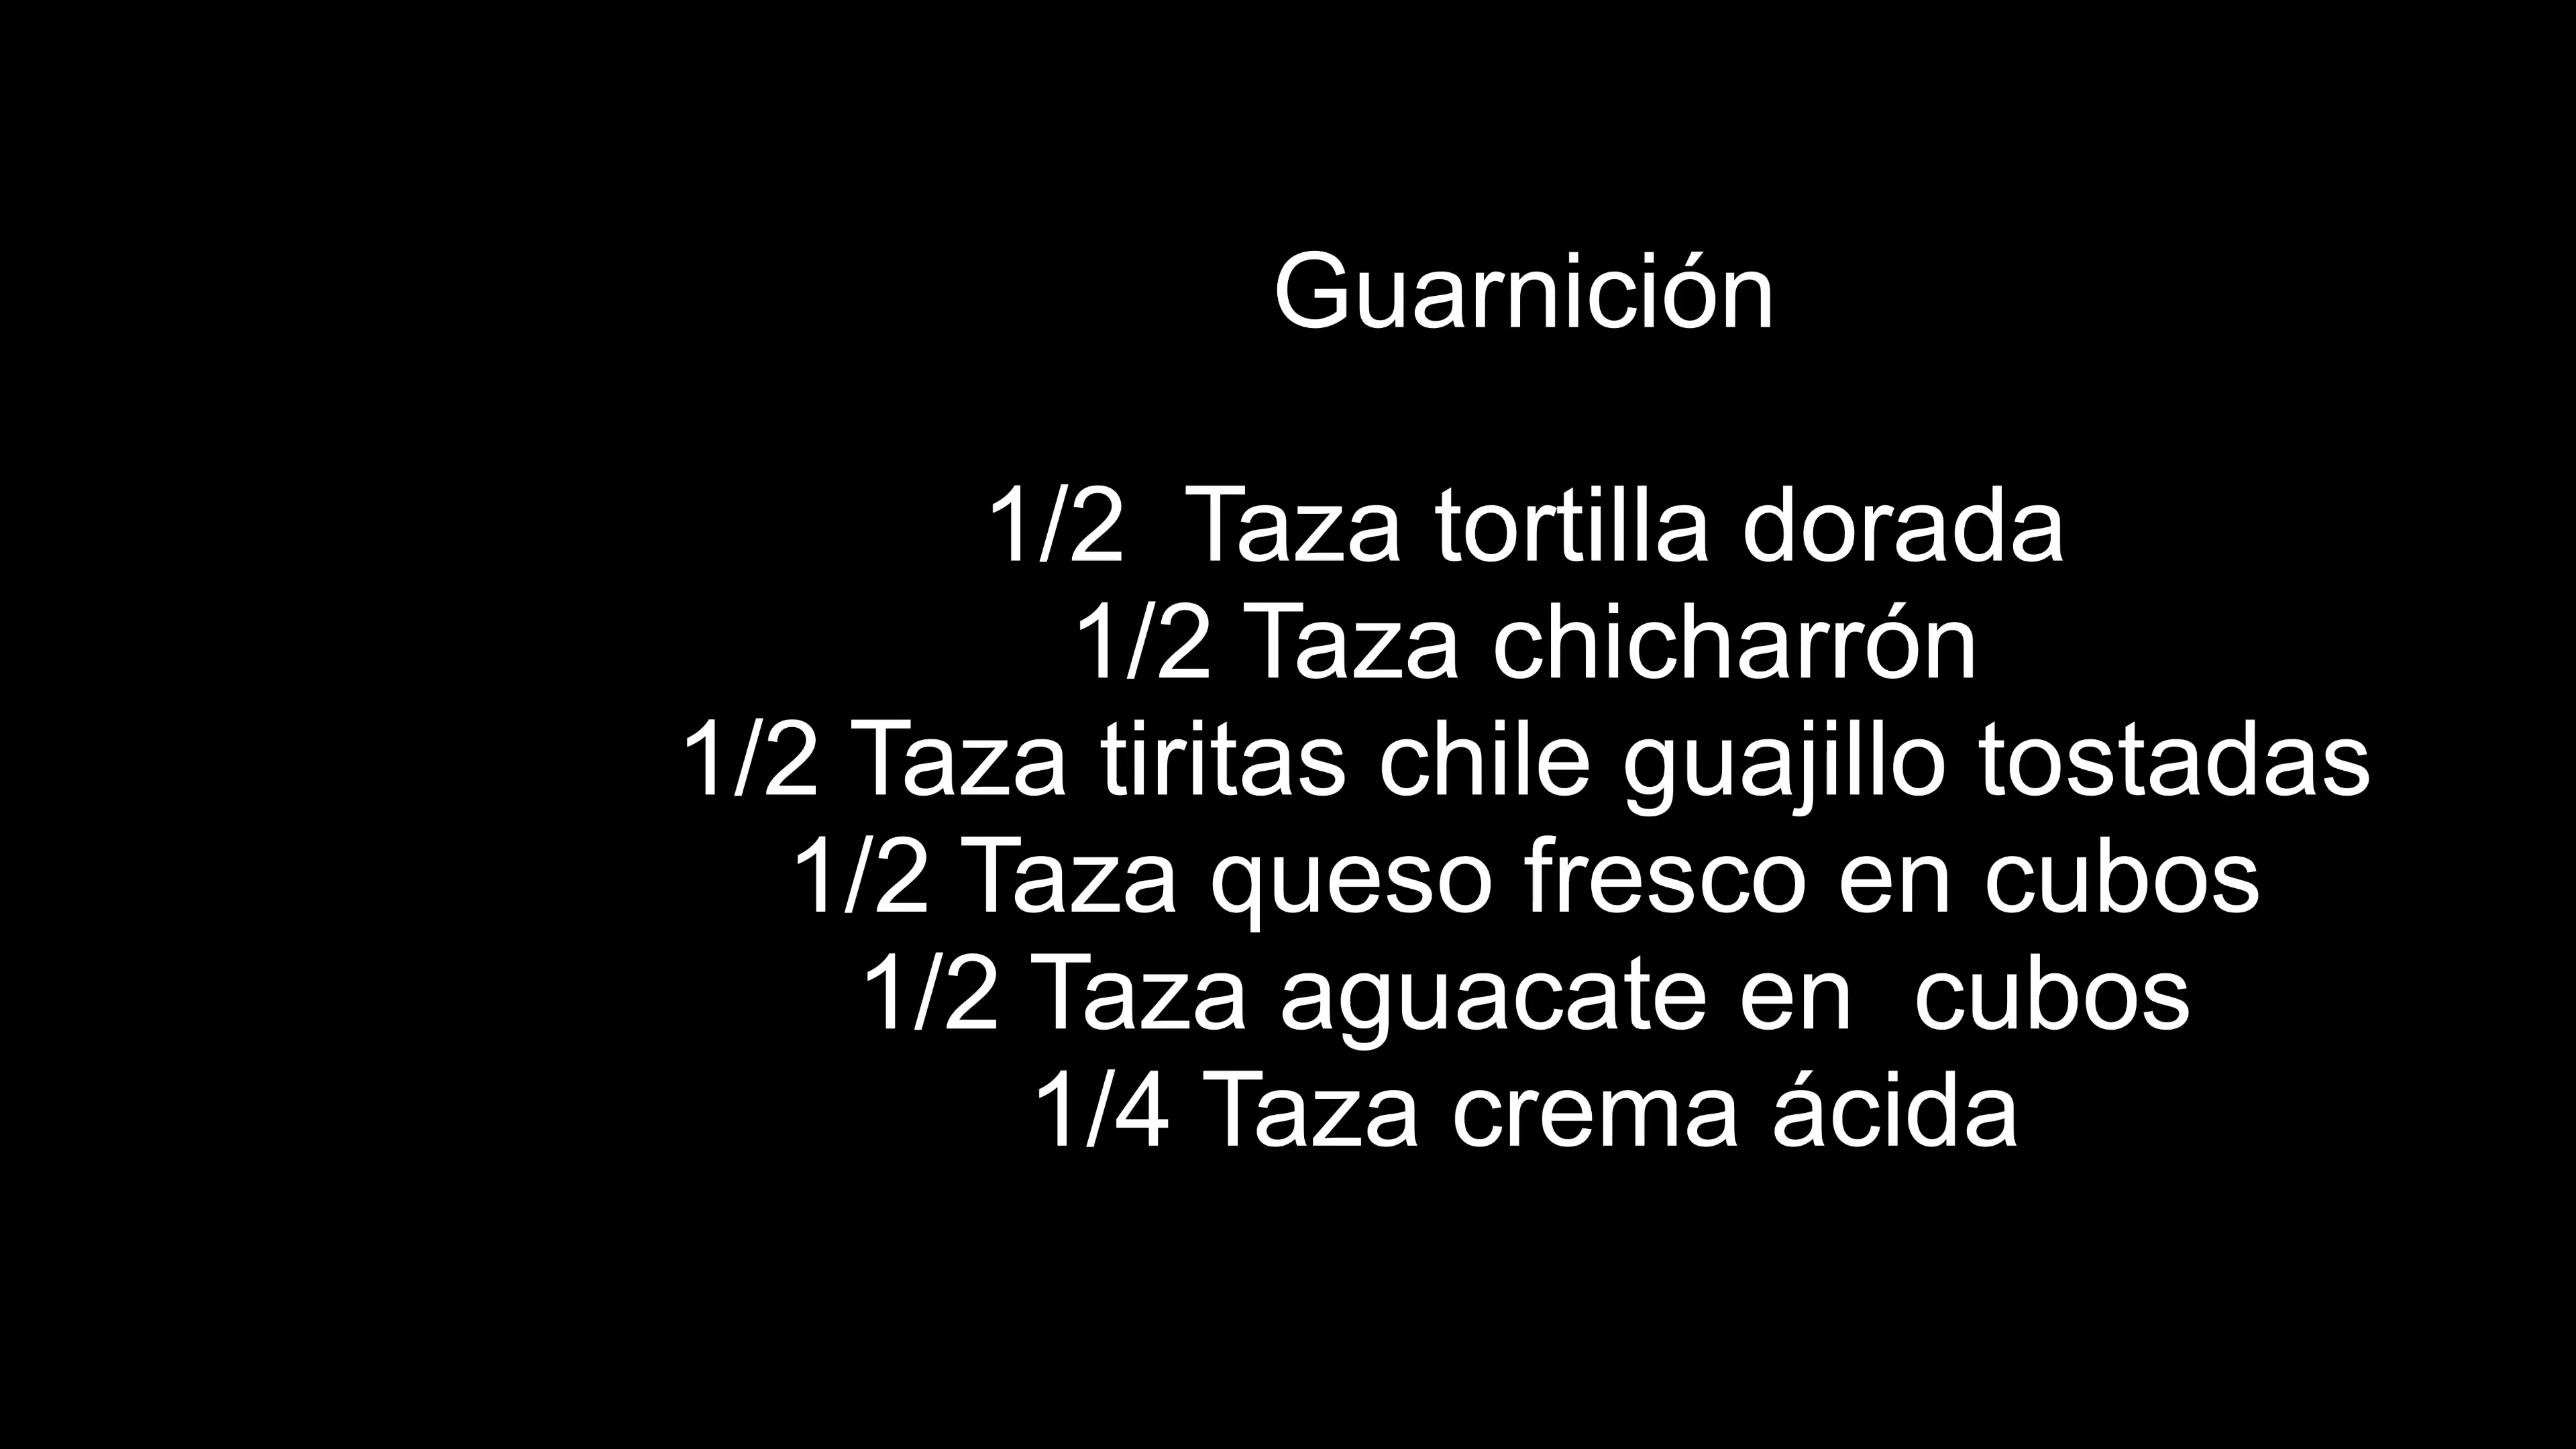 Guarnición
1/2  Taza tortilla dorada
1/2 Taza chicharrón
1/2 Taza tiritas chile guajillo tostadas
1/2 Taza queso fresco en cubos
1/2 Taza aguacate en  cubos
1/4 Taza crema ácida